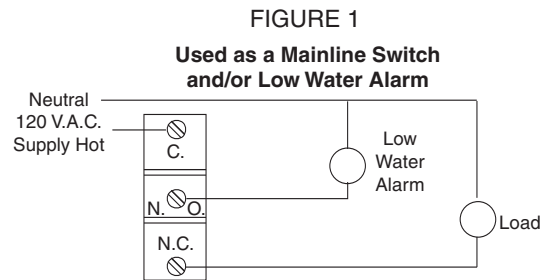 FIGURE 1
Used as a Mainline Switch
and/or Low Water Alarm
Neutral
120 V.A.C.
Supply Hot
C.
Low
Water
Alarm
N. O.
Load
N.C.